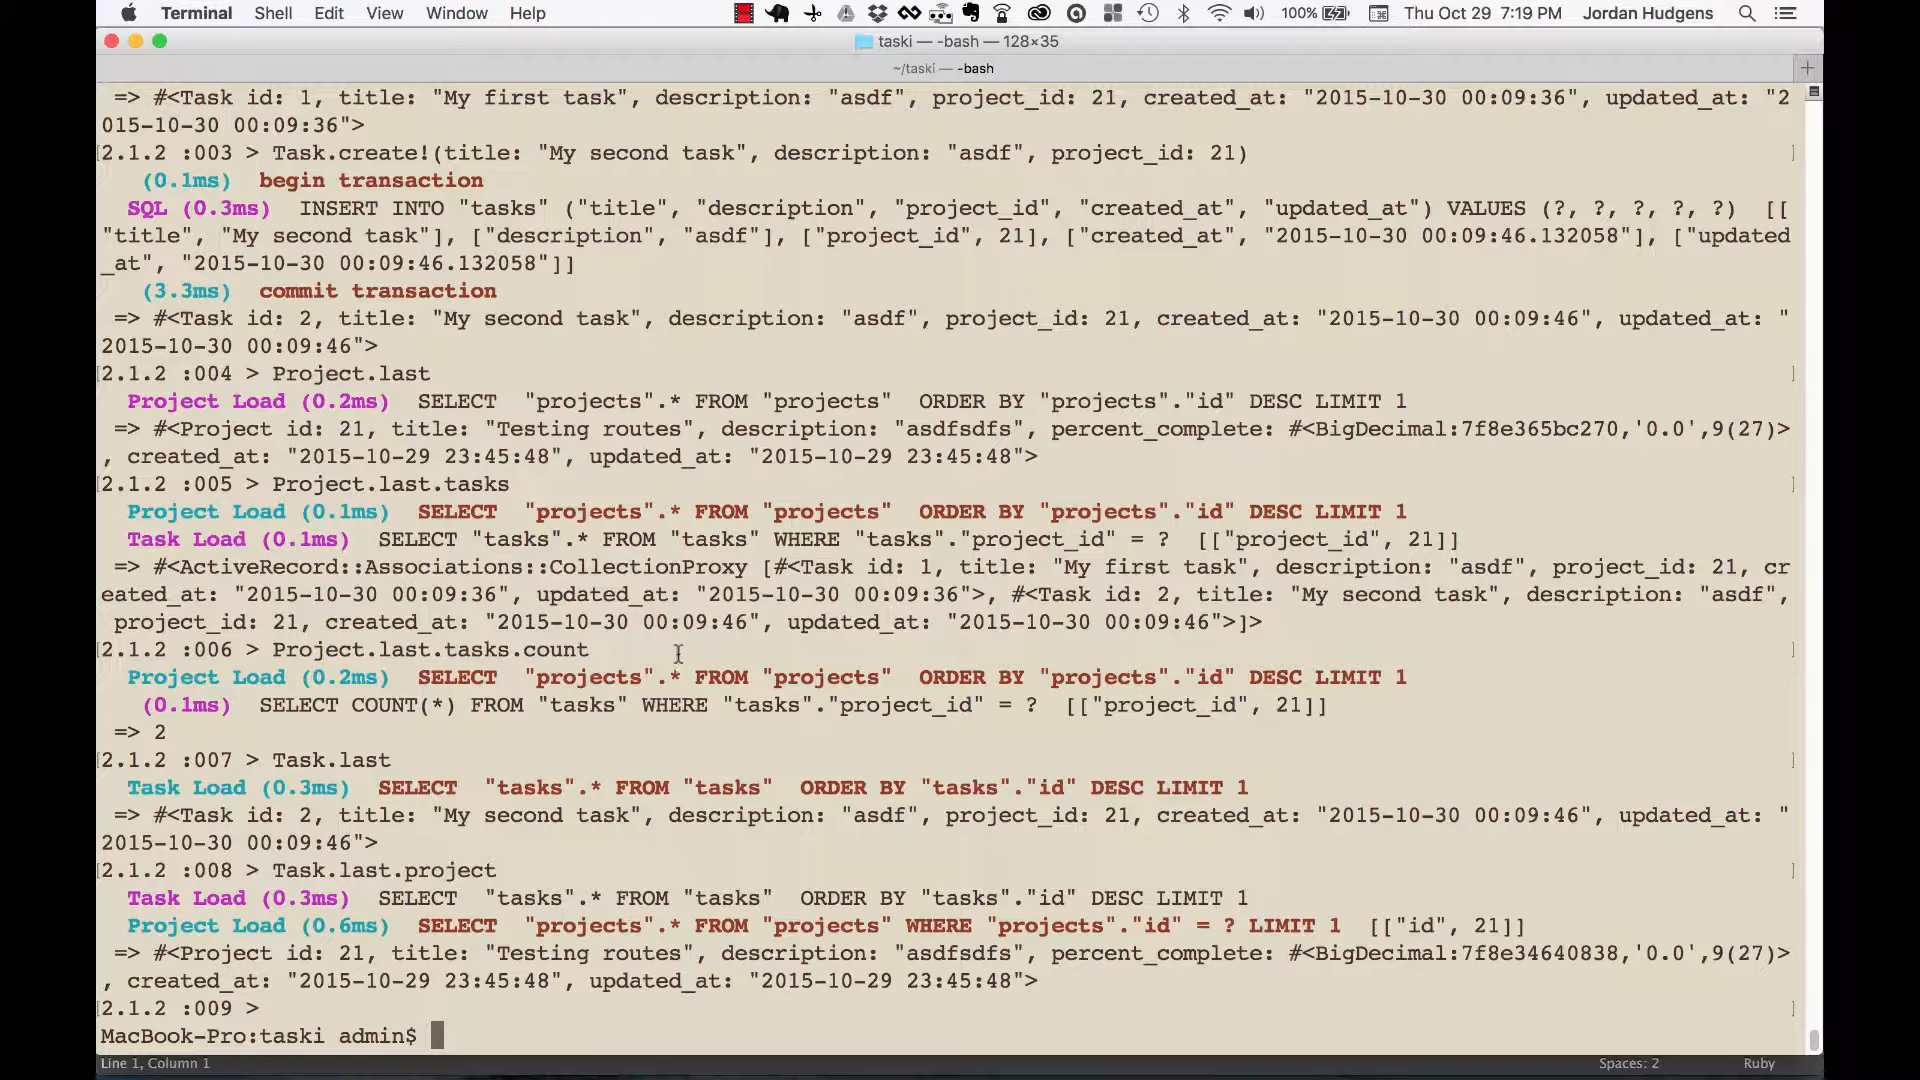 Terminal Shell Edit View Window Help 100% Thu Oct 29 7:19 PM Jordan Hudgens
taski — -bash — 128×35
~/taski — -bash
=> #<Task id: 1, title: "My first task", description: "asdf", project_id: 21, created_at: "2015-10-30 00:09:36", updated_at: "2
015-10-30 00:09:36">
[2.1.2 :003 > Task.create!(title: "My second task", description: "asdf", project_id: 21) ]
(0.1ms) begin transaction
SQL (0.3ms) INSERT INTO "tasks" ("title", "description", "project_id", "created_at", "updated_at") VALUES (?, ?, ?, ?, ?) [[
"title", "My second task"], ["description", "asdf"], ["project_id", 21], ["created_at", "2015-10-30 00:09:46.132058"], ["updated
_at", "2015-10-30 00:09:46.132058"]]
(3.3ms) commit transaction
=> #<Task id: 2, title: "My second task", description: "asdf", project_id: 21, created_at: "2015-10-30 00:09:46", updated_at: "
2015-10-30 00:09:46">
[2.1.2 :004 > Project.last ]
Project Load (0.2ms) SELECT "projects".* FROM "projects" ORDER BY "projects"."id" DESC LIMIT 1
=> #<Project id: 21, title: "Testing routes", description: "asdfsdfs", percent_complete: #<BigDecimal:7f8e365bc270,'0.0',9(27)>
, created_at: "2015-10-29 23:45:48", updated_at: "2015-10-29 23:45:48">
[2.1.2 :005 > Project.last.tasks ]
Project Load (0.1ms) SELECT "projects".* FROM "projects" ORDER BY "projects"."id" DESC LIMIT 1
Task Load (0.1ms) SELECT "tasks".* FROM "tasks" WHERE "tasks"."project_id" = ? [["project_id", 21]]
=> #<ActiveRecord::Associations::CollectionProxy [#<Task id: 1, title: "My first task", description: "asdf", project_id: 21, cr
eated_at: "2015-10-30 00:09:36", updated_at: "2015-10-30 00:09:36">, #<Task id: 2, title: "My second task", description: "asdf",
project_id: 21, created_at: "2015-10-30 00:09:46", updated_at: "2015-10-30 00:09:46">]>
[2.1.2 :006 > Project.last.tasks.count ]
Project Load (0.2ms) SELECT "projects".* FROM "projects" ORDER BY "projects"."id" DESC LIMIT 1
(0.1ms) SELECT COUNT(*) FROM "tasks" WHERE "tasks"."project_id" = ? [["project_id", 21]]
=> 2
[2.1.2 :007 > Task.last ]
Task Load (0.3ms) SELECT "tasks".* FROM "tasks" ORDER BY "tasks"."id" DESC LIMIT 1
=> #<Task id: 2, title: "My second task", description: "asdf", project_id: 21, created_at: "2015-10-30 00:09:46", updated_at: "
2015-10-30 00:09:46">
[2.1.2 :008 > Task.last.project ]
Task Load (0.3ms) SELECT "tasks".* FROM "tasks" ORDER BY "tasks"."id" DESC LIMIT 1
Project Load (0.6ms) SELECT "projects".* FROM "projects" WHERE "projects"."id" = ? LIMIT 1 [["id", 21]]
=> #<Project id: 21, title: "Testing routes", description: "asdfsdfs", percent_complete: #<BigDecimal:7f8e34640838,'0.0',9(27)>
, created_at: "2015-10-29 23:45:48", updated_at: "2015-10-29 23:45:48">
[2.1.2 :009 > ]
MacBook-Pro:taski admin$
Line 1, Column 1 Spaces: 2 Ruby